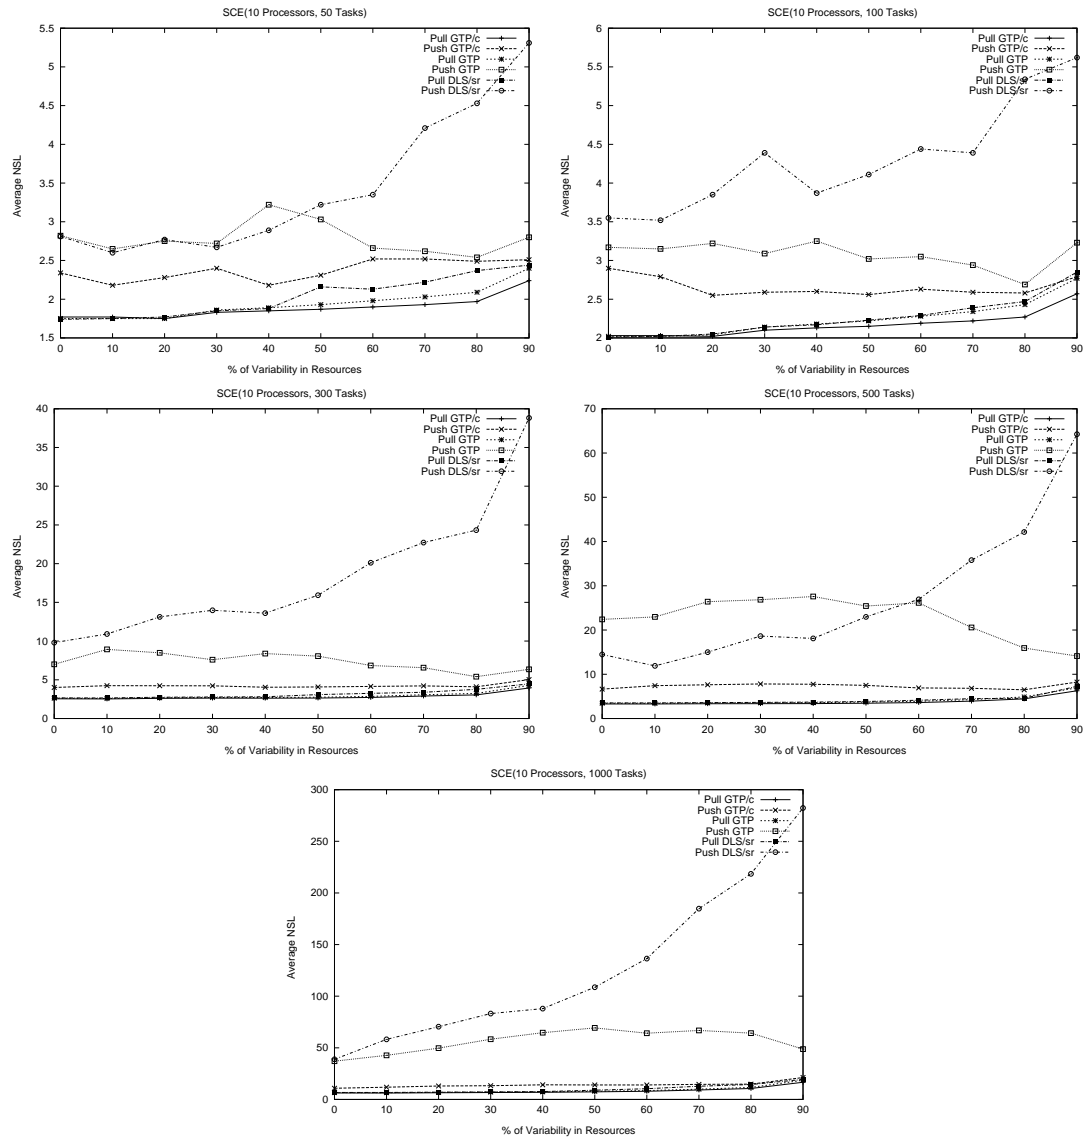 SCE(10 Processors, 50 Tasks)
5.5
5
4.5
4
3.5
3
2.5
2
1.5
Average NSL
Pull GTP/c
Push GTP/c
Pull GTP
Push GTP
Pull DLS/sr
Push DLS/sr
0 10 20 30 40 50 60 70 80 90
% of Variability in Resources
SCE(10 Processors, 100 Tasks)
6
5.5
5
4.5
4
3.5
3
2.5
2
Average NSL
Pull GTP/c
Push GTP/c
Pull GTP
Push GTP
Pull DLS/sr
Push DLS/sr
0 10 20 30 40 50 60 70 80 90
% of Variability in Resources
SCE(10 Processors, 300 Tasks)
40
35
30
25
20
15
10
5
0
Average NSL
Pull GTP/c
Push GTP/c
Pull GTP
Push GTP
Pull DLS/sr
Push DLS/sr
0 10 20 30 40 50 60 70 80 90
% of Variability in Resources
SCE(10 Processors, 500 Tasks)
70
60
50
40
30
20
10
0
Average NSL
Pull GTP/c
Push GTP/c
Pull GTP
Push GTP
Pull DLS/sr
Push DLS/sr
0 10 20 30 40 50 60 70 80 90
% of Variability in Resources
SCE(10 Processors, 1000 Tasks)
300
250
200
150
100
50
0
Average NSL
Pull GTP/c
Push GTP/c
Pull GTP
Push GTP
Pull DLS/sr
Push DLS/sr
0 10 20 30 40 50 60 70 80 90
% of Variability in Resources